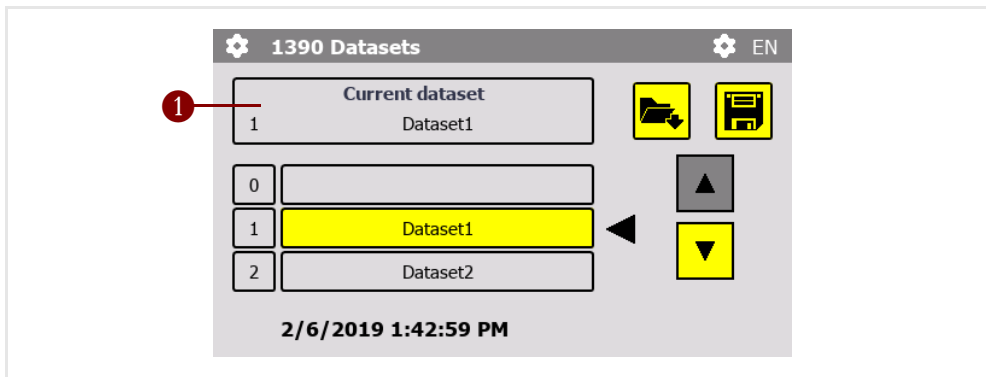 1390 Datasets EN
1
Current dataset
1 Dataset1
0
1 Dataset1
2 Dataset2
2/6/2019 1:42:59 PM